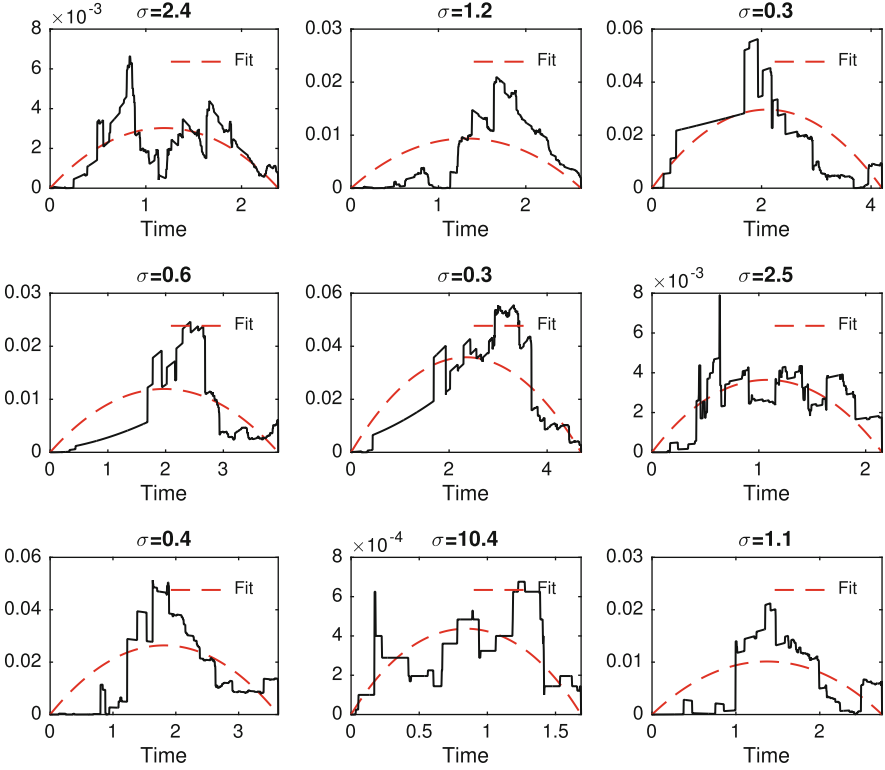 ×10⁻³ σ=2.4
8
6
4
2
0
0 1 2
Time
Fit
σ=1.2
0.03
0.02
0.01
0
0 1 2
Time
Fit
σ=0.3
0.06
0.04
0.02
0
0 2 4
Time
Fit
σ=0.6
0.03
0.02
0.01
0
0 1 2 3
Time
Fit
σ=0.3
0.06
0.04
0.02
0
0 2 4
Time
Fit
×10⁻³ σ=2.5
8
6
4
2
0
0 1 2
Time
Fit
σ=0.4
0.06
0.04
0.02
0
0 1 2 3
Time
Fit
×10⁻⁴ σ=10.4
8
6
4
2
0
0 0.5 1 1.5
Time
Fit
σ=1.1
0.03
0.02
0.01
0
0 1 2
Time
Fit